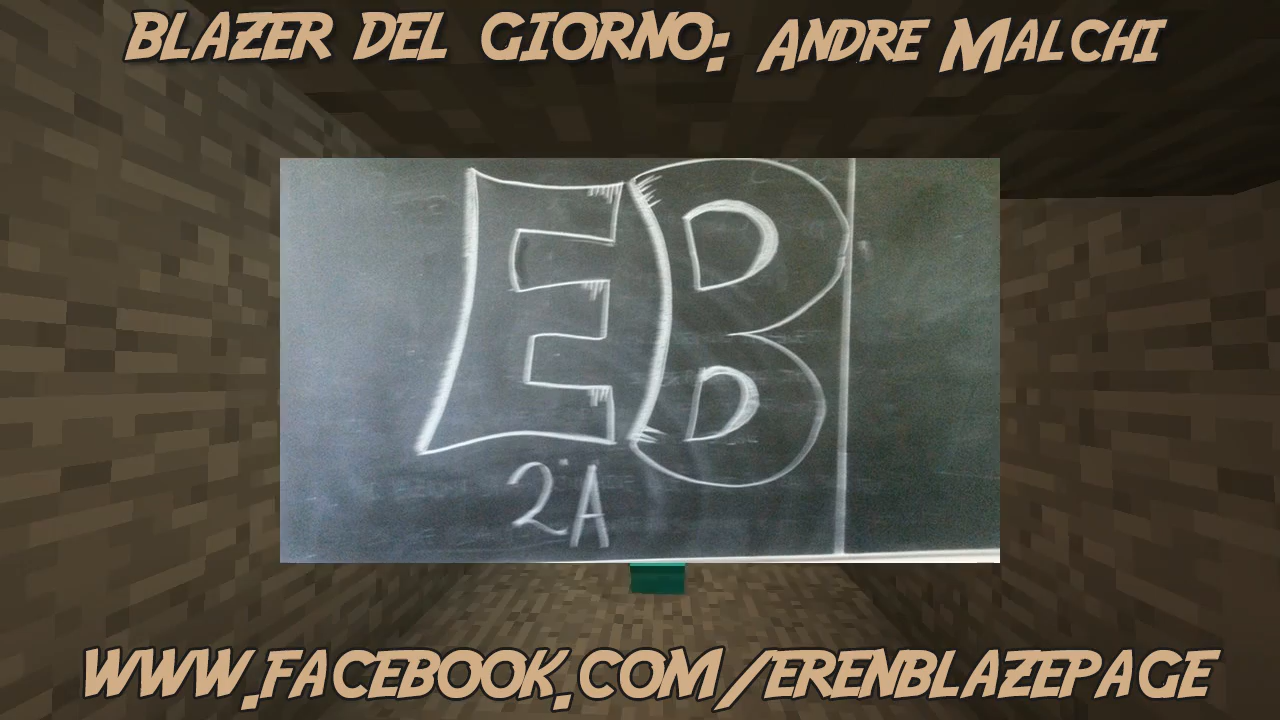 BLAZER DEL GIORNO: ANDRE MALCHI
EB
2ªA
WWW.FACEBOOK.COM/ERENBLAZEPAGE